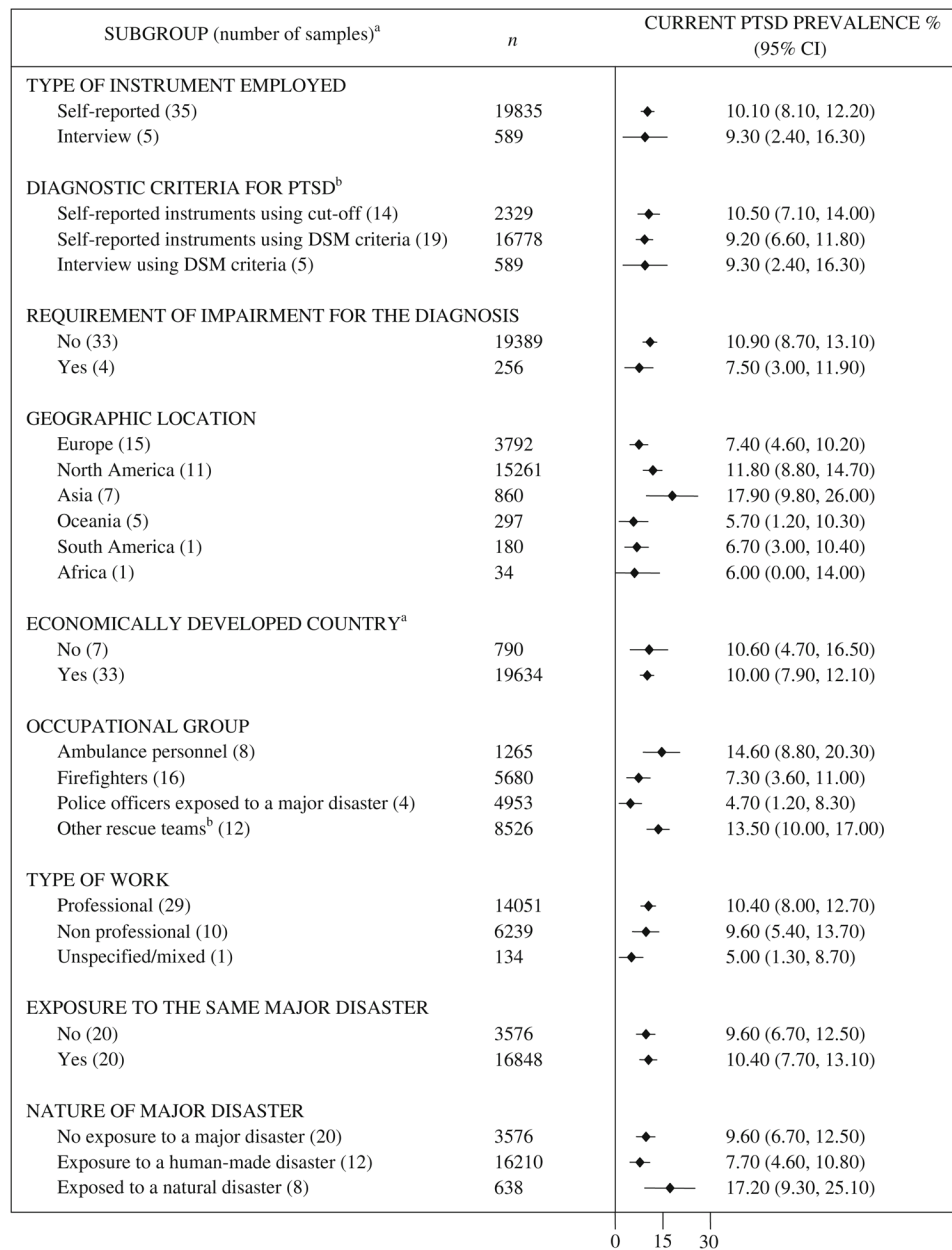 SUBGROUP (number of samples)a n CURRENT PTSD PREVALENCE %
(95% CI)
TYPE OF INSTRUMENT EMPLOYED
Self-reported (35) 19835 10.10 (8.10, 12.20)
Interview (5) 589 9.30 (2.40, 16.30)
DIAGNOSTIC CRITERIA FOR PTSDb
Self-reported instruments using cut-off (14) 2329 10.50 (7.10, 14.00)
Self-reported instruments using DSM criteria (19) 16778 9.20 (6.60, 11.80)
Interview using DSM criteria (5) 589 9.30 (2.40, 16.30)
REQUIREMENT OF IMPAIRMENT FOR THE DIAGNOSIS
No (33) 19389 10.90 (8.70, 13.10)
Yes (4) 256 7.50 (3.00, 11.90)
GEOGRAPHIC LOCATION
Europe (15) 3792 7.40 (4.60, 10.20)
North America (11) 15261 11.80 (8.80, 14.70)
Asia (7) 860 17.90 (9.80, 26.00)
Oceania (5) 297 5.70 (1.20, 10.30)
South America (1) 180 6.70 (3.00, 10.40)
Africa (1) 34 6.00 (0.00, 14.00)
ECONOMICALLY DEVELOPED COUNTRYa
No (7) 790 10.60 (4.70, 16.50)
Yes (33) 19634 10.00 (7.90, 12.10)
OCCUPATIONAL GROUP
Ambulance personnel (8) 1265 14.60 (8.80, 20.30)
Firefighters (16) 5680 7.30 (3.60, 11.00)
Police officers exposed to a major disaster (4) 4953 4.70 (1.20, 8.30)
Other rescue teamsb (12) 8526 13.50 (10.00, 17.00)
TYPE OF WORK
Professional (29) 14051 10.40 (8.00, 12.70)
Non professional (10) 6239 9.60 (5.40, 13.70)
Unspecified/mixed (1) 134 5.00 (1.30, 8.70)
EXPOSURE TO THE SAME MAJOR DISASTER
No (20) 3576 9.60 (6.70, 12.50)
Yes (20) 16848 10.40 (7.70, 13.10)
NATURE OF MAJOR DISASTER
No exposure to a major disaster (20) 3576 9.60 (6.70, 12.50)
Exposure to a human-made disaster (12) 16210 7.70 (4.60, 10.80)
Exposed to a natural disaster (8) 638 17.20 (9.30, 25.10)
0 15 30